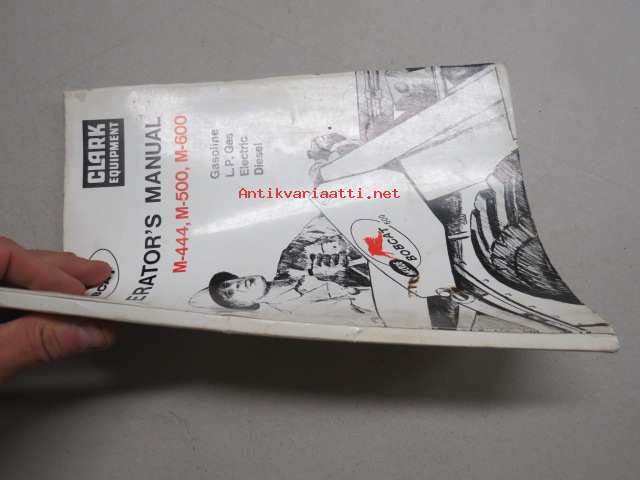 CLARK
EQUIPMENT
ERATOR'S MANUAL
M-444, M-500, M-600
Gasoline
L.P. Gas
Electric
Diesel
Antikvariaatti.net
BOBCAT